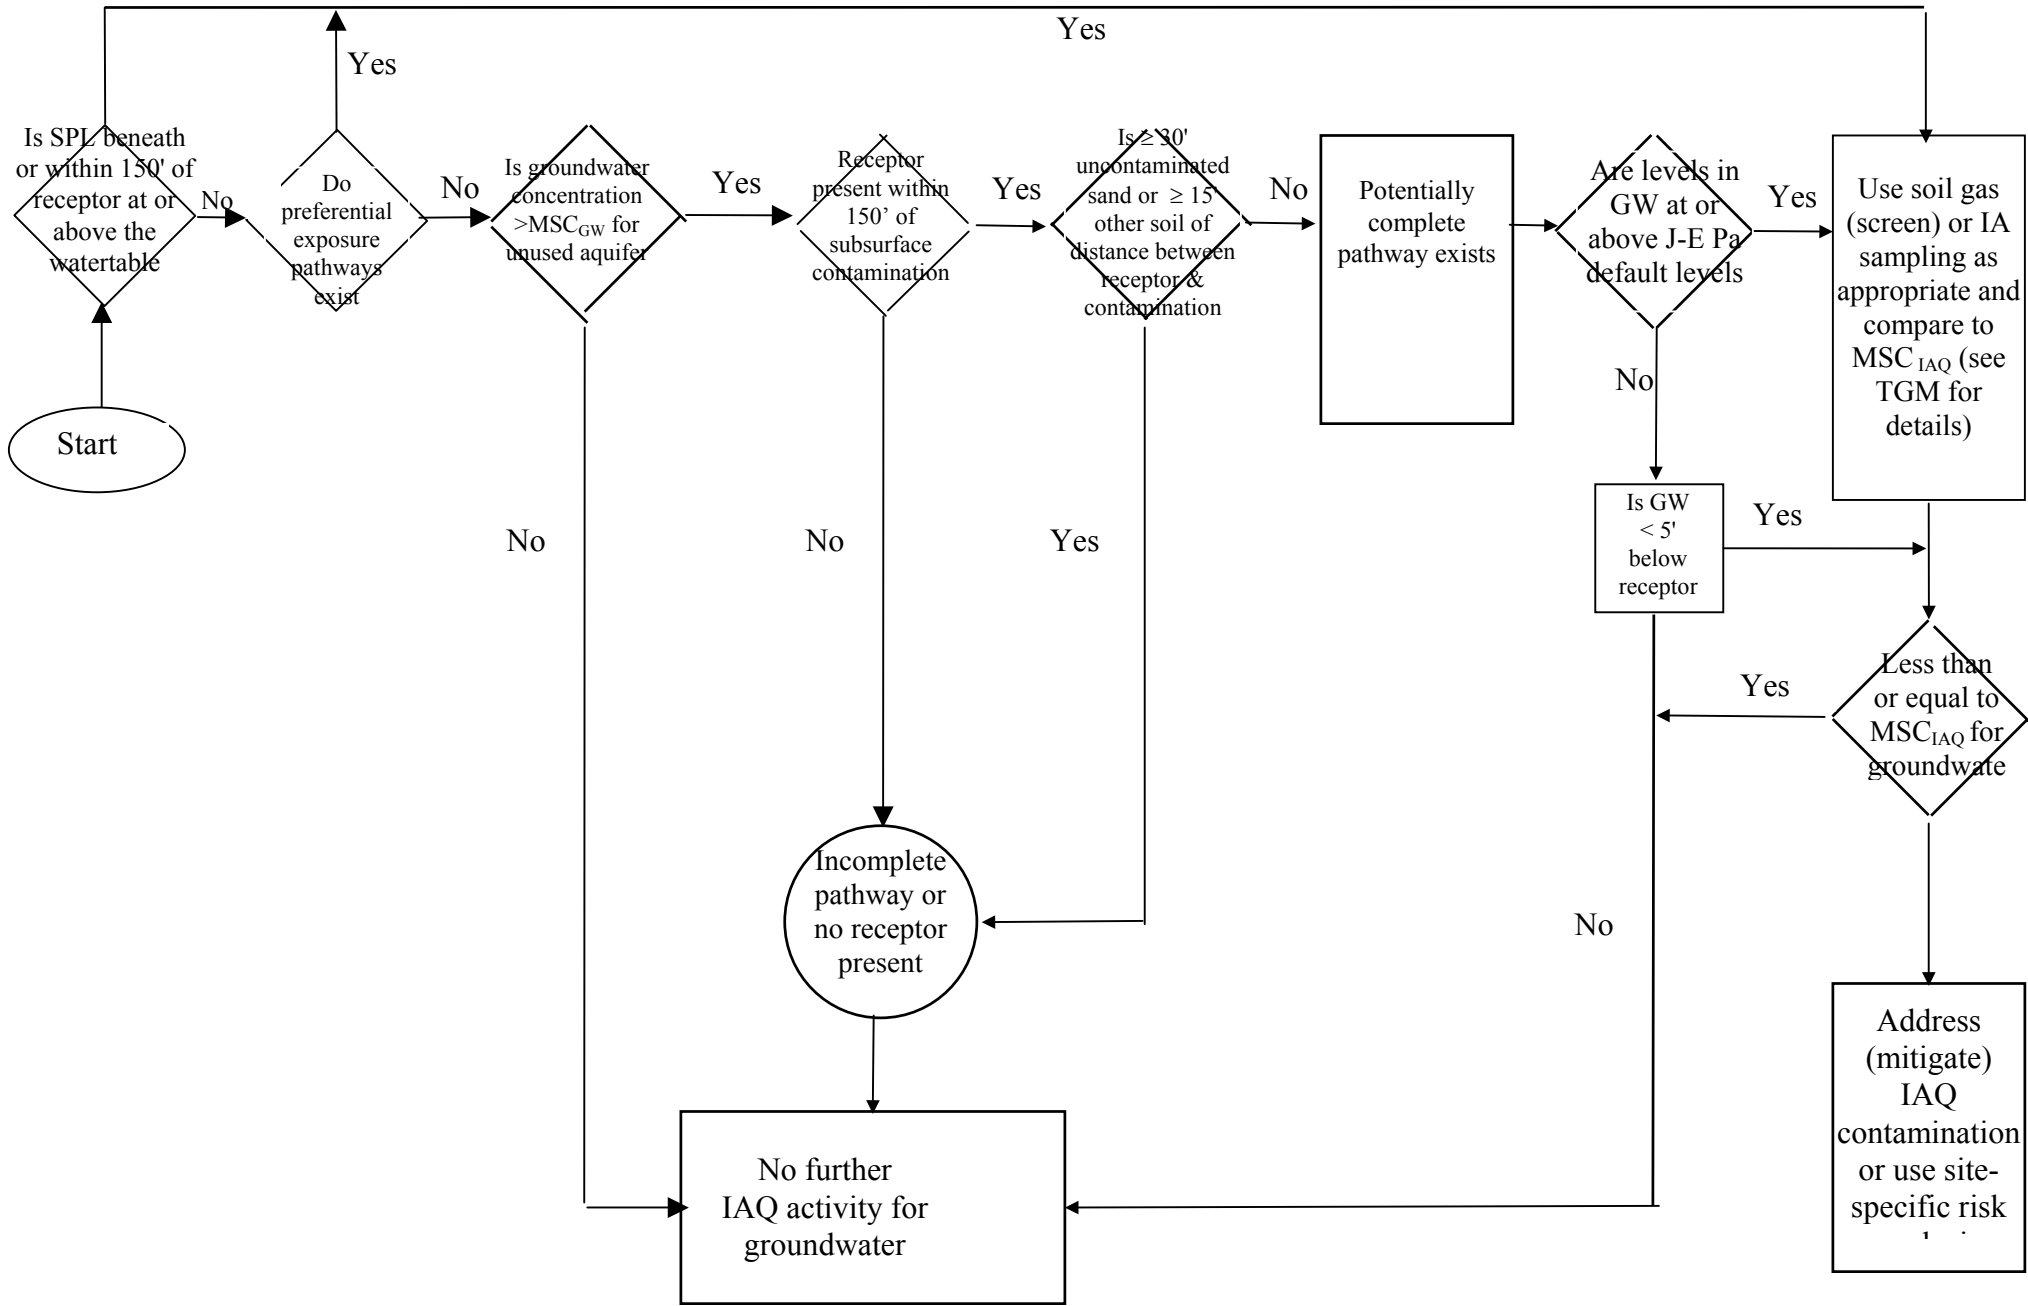 Yes
Yes
Is SPL beneath
or within 150' of
receptor at or
above the
watertable
No
Do
preferential
exposure
pathways
exist
No
Is groundwater
concentration
>MSCGW for
unused aquifer
Yes
Receptor
present within
150’ of
subsurface
contamination
Yes
Is ≥ 30'
uncontaminated
sand or ≥ 15'
other soil of
distance between
receptor &
contamination
No
Potentially
complete
pathway exists
Are levels in
GW at or
above J-E Pa
default levels
Yes
Use soil gas
(screen) or IA
sampling as
appropriate and
compare to
MSC IAQ (see
TGM for
details)
Start
No
No
No
Yes
Is GW
< 5'
below
receptor
Yes
Less than
or equal to
MSCIAQ for
groundwate
Yes
Incomplete
pathway or
no receptor
present
No
Address
(mitigate)
IAQ
contamination
or use site-
specific risk
No further
IAQ activity for
groundwater